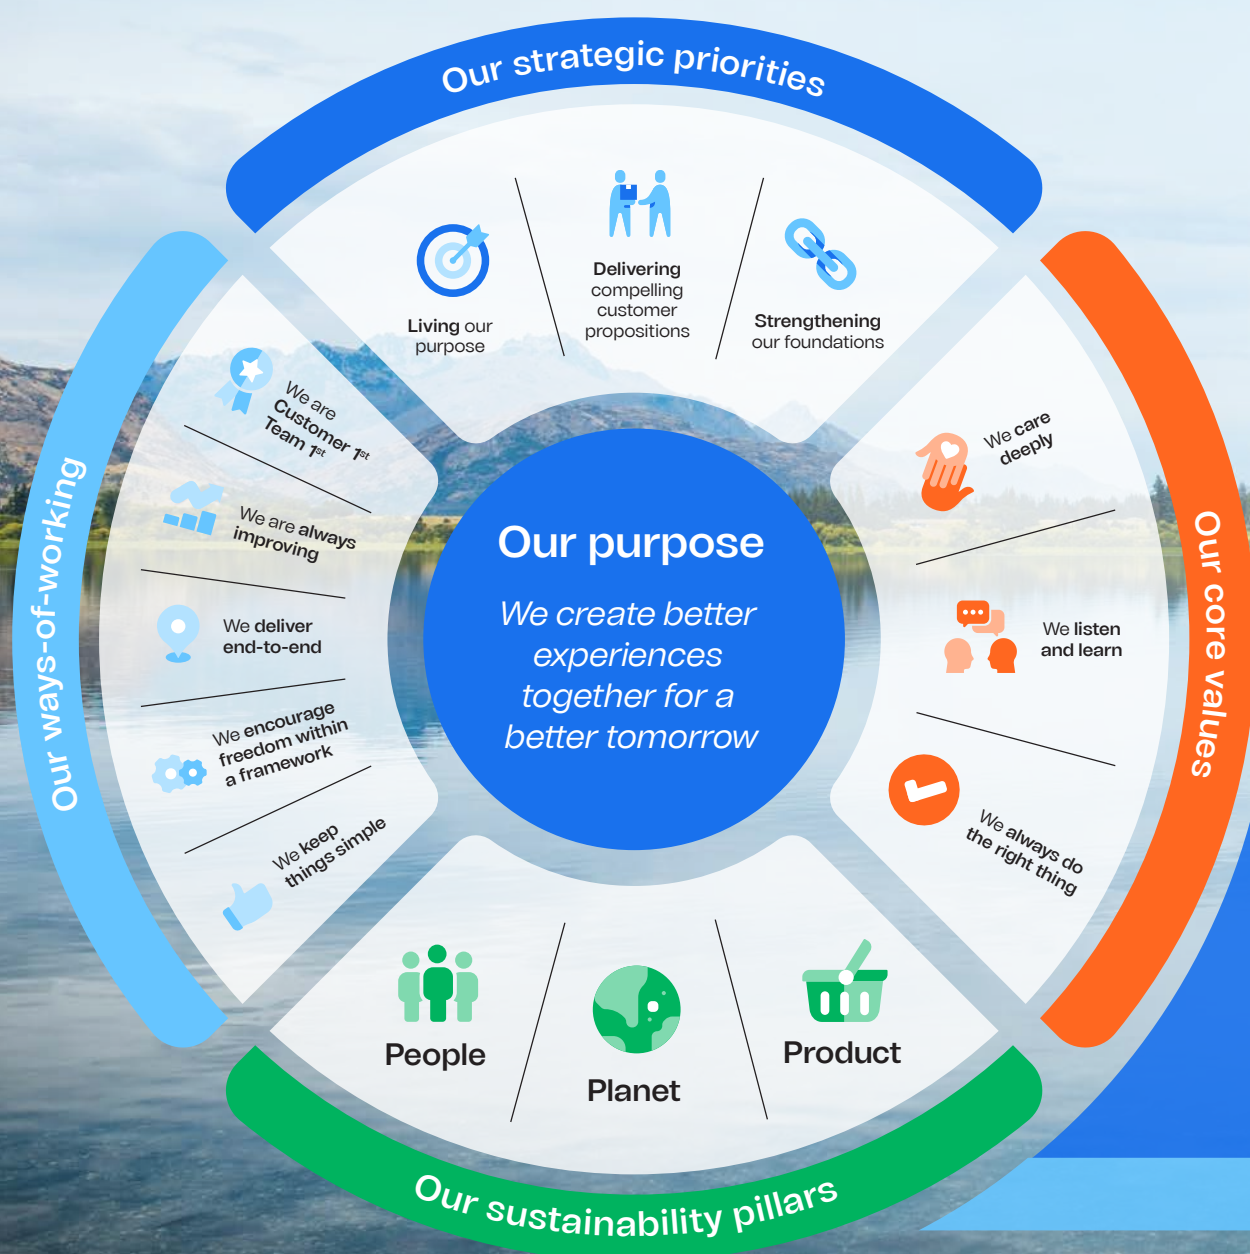 Our strategic priorities
Living our
purpose
Delivering
compelling
customer
propositions
Strengthening
our foundations
Our core values
We care
deeply
We listen
and learn
We always do
the right thing
Our sustainability pillars
People
Planet
Product
Our ways-of-working
We are
Customer 1st
Team 1st
We are always
improving
We deliver
end-to-end
We encourage
freedom within
a framework
We keep
things simple
Our purpose
We create better
experiences
together for a
better tomorrow